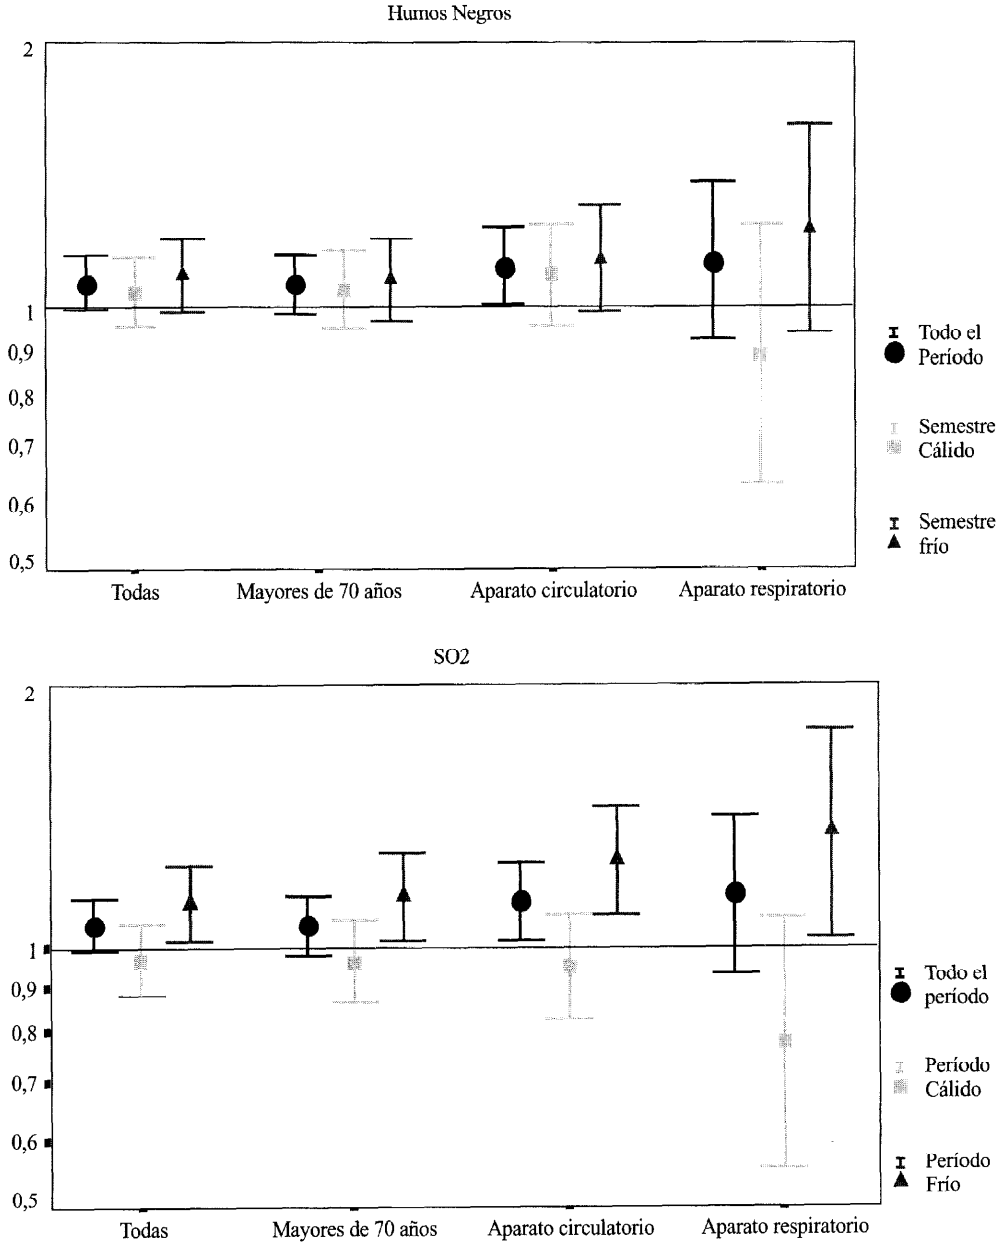 Humos Negros
2
1
0,9
0,8
0,7
0,6
0,5
Todas
Mayores de 70 años
Aparato circulatorio
Aparato respiratorio
Todo el
Período
Semestre
Cálido
Semestre
frío
SO2
2
1
0,9
0,8
0,7
0,6
0,5
Todas
Mayores de 70 años
Aparato circulatorio
Aparato respiratorio
Todo el
período
Período
Cálido
Período
Frío